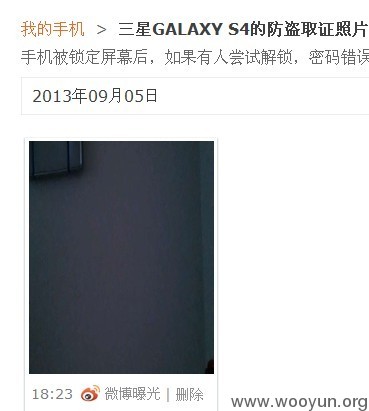 我的手机 > 三星GALAXY S4的防盗取证照片
手机被锁定屏幕后，如果有人尝试解锁，密码错误
2013年09月05日
18:23 微博曝光 | 删除
www.wooyun.org